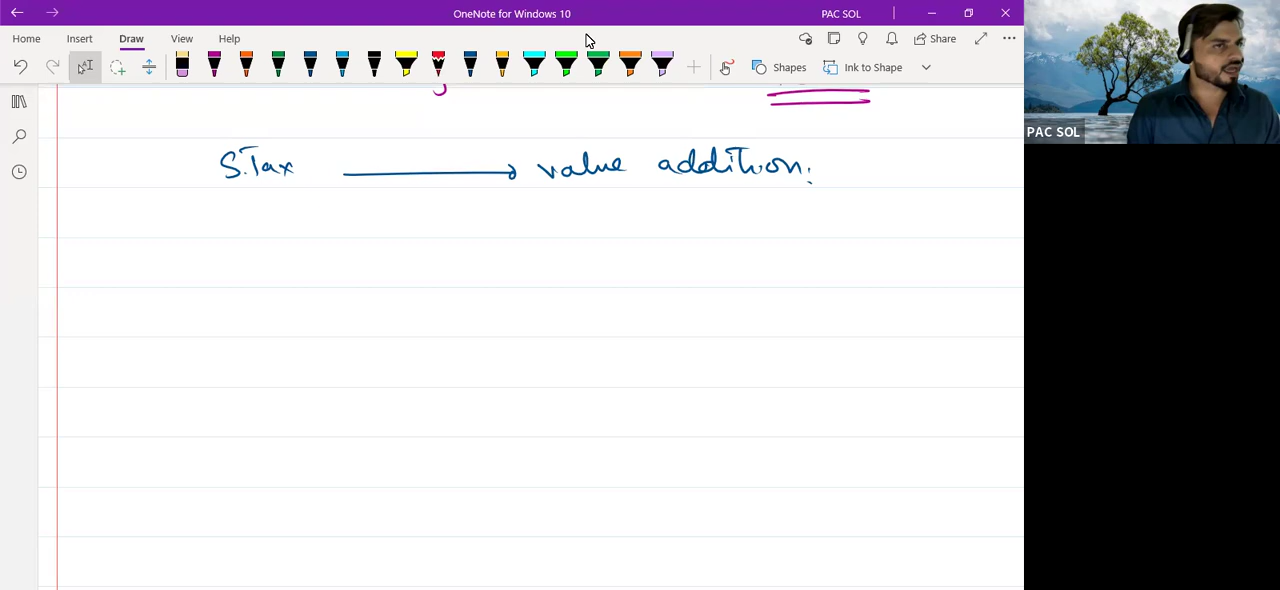 OneNote for Windows 10
PAC SOL
Home Insert Draw View Help
Share
Shapes
Ink to Shape
PAC SOL
S.Tax → value addition.